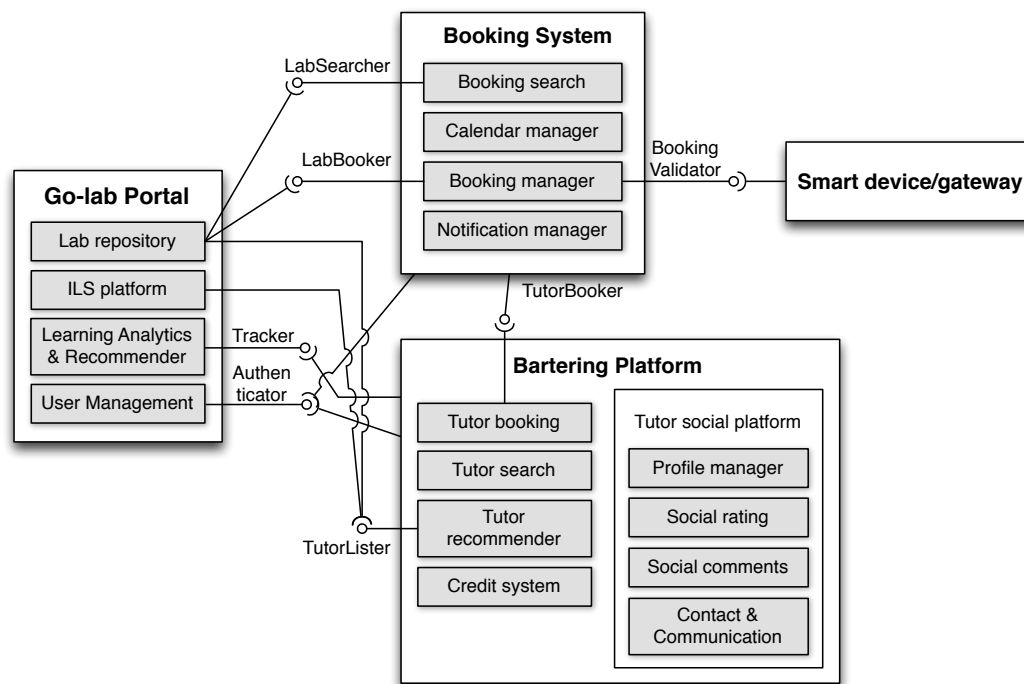 Booking System
LabSearcher
Booking search
Calendar manager
LabBooker
Booking manager
Notification manager
Booking
Validator
Smart device/gateway
Go-lab Portal
Lab repository
ILS platform
Learning Analytics
& Recommender
User Management
Tracker
Authen
ticator
TutorBooker
Bartering Platform
Tutor booking
Tutor search
Tutor
recommender
Credit system
TutorLister
Tutor social platform
Profile manager
Social rating
Social comments
Contact &
Communication